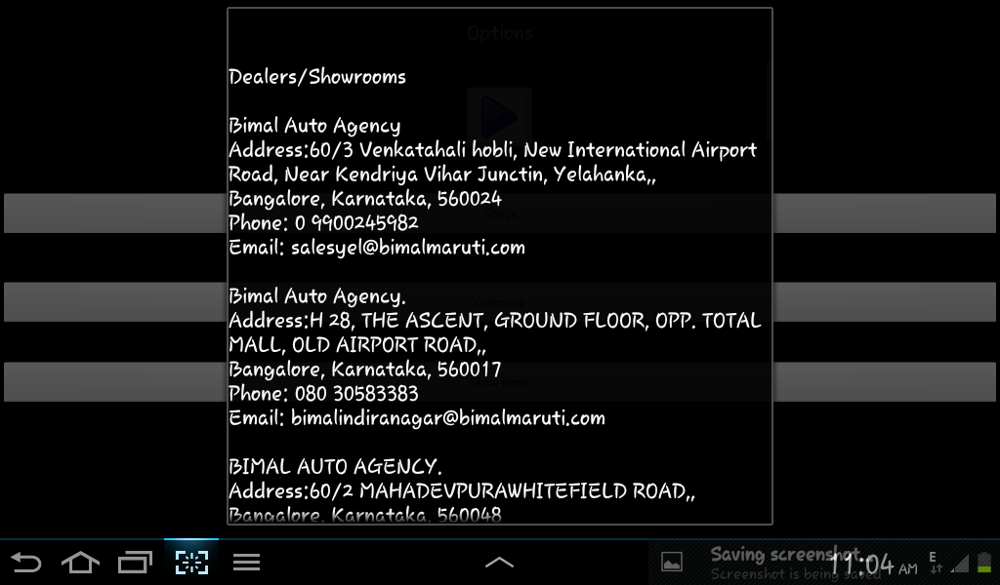 Options
Dealers/Showrooms
Bimal Auto Agency
Address:60/3 Venkatahali hobli, New International Airport
Road, Near Kendriya Vihar Junctin, Yelahanka,,
Bangalore, Karnataka, 560024
Phone: 0 9900245982
Email: salesyel@bimalmaruti.com
Bimal Auto Agency.
Address:H 28, THE ASCENT, GROUND FLOOR, OPP. TOTAL
MALL, OLD AIRPORT ROAD,,
Bangalore, Karnataka, 560017
Phone: 080 30583383
Email: bimalindiranagar@bimalmaruti.com
BIMAL AUTO AGENCY.
Address:60/2 MAHADEVPURAWHITEFIELD ROAD,,
Bangalore, Karnataka, 560048
Saving screenshot...
Screenshot is being saved
11:04 AM
E